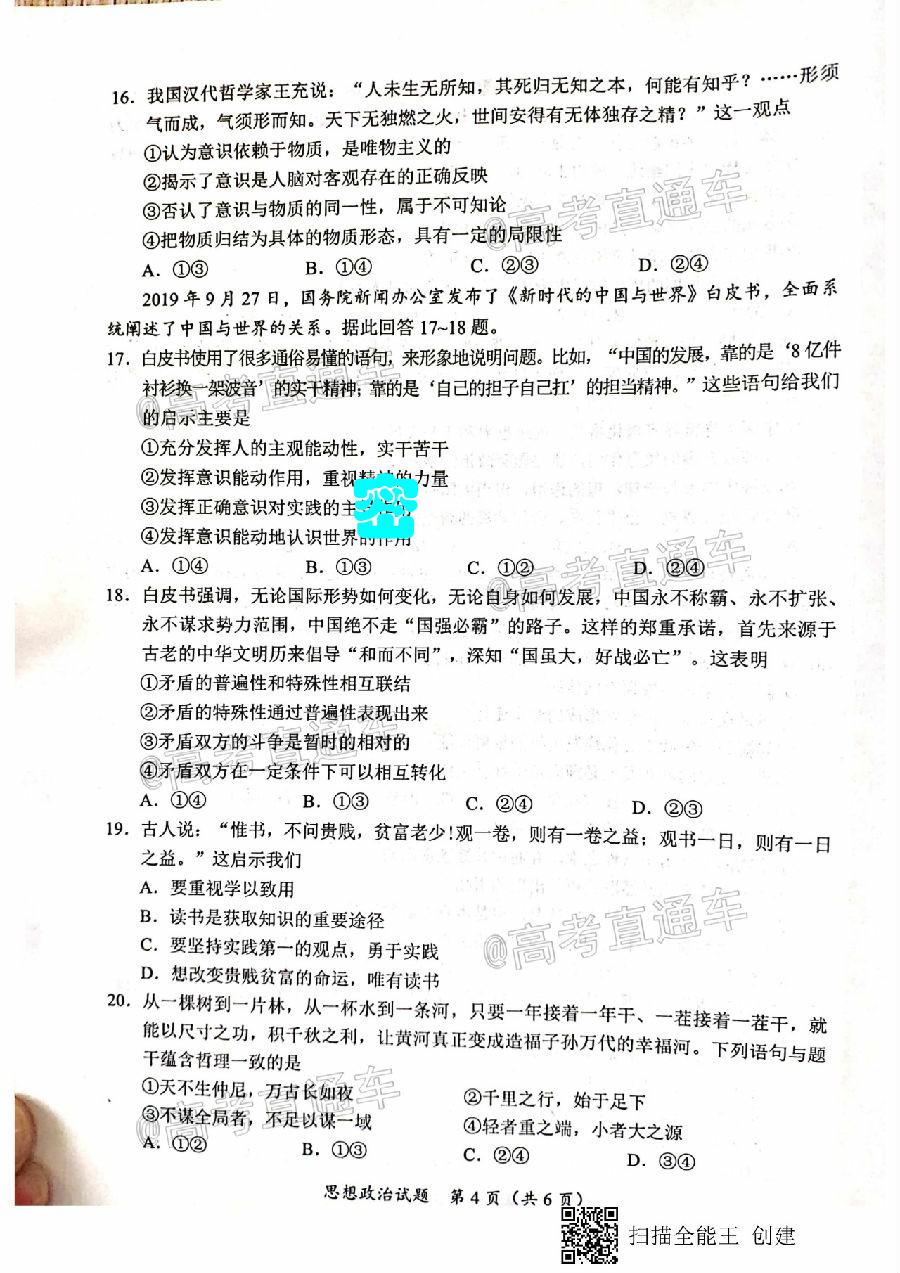 16．我国汉代哲学家王充说：“人未生无所知，其死归无知之本，何能有知乎？……形须
气而成，气须形而知。天下无独燃之火，世间安得有无体独存之精？”这一观点
①认为意识依赖于物质，是唯物主义的
②揭示了意识是人脑对客观存在的正确反映
③否认了意识与物质的同一性，属于不可知论
④把物质归结为具体的物质形态，具有一定的局限性
A．①③ B．①④ C．②③ D．②④
2019年9月27日，国务院新闻办公室发布了《新时代的中国与世界》白皮书，全面系
统阐述了中国与世界的关系。据此回答17~18题。
17．白皮书使用了很多通俗易懂的语句，来形象地说明问题。比如，“中国的发展，靠的是‘8亿件
衬衫换一架波音’的实干精神；靠的是‘自己的担子自己扛’的担当精神。”这些语句给我们
的启示主要是
①充分发挥人的主观能动性，实干苦干
②发挥意识能动作用，重视精神的力量
③发挥正确意识对实践的主
④发挥意识能动地认识世界的作用
A．①④ B．①③ C．①② D．②④
18．白皮书强调，无论国际形势如何变化，无论自身如何发展，中国永不称霸、永不扩张、
永不谋求势力范围，中国绝不走“国强必霸”的路子。这样的郑重承诺，首先来源于
古老的中华文明历来倡导“和而不同”，深知“国虽大，好战必亡”。这表明
①矛盾的普遍性和特殊性相互联结
②矛盾的特殊性通过普遍性表现出来
③矛盾双方的斗争是暂时的相对的
④矛盾双方在一定条件下可以相互转化
A．①④ B．①③ C．②④ D．②③
19．古人说：“惟书，不问贵贱，贫富老少！观一卷，则有一卷之益；观书一日，则有一日
之益。”这启示我们
A．要重视学以致用
B．读书是获取知识的重要途径
C．要坚持实践第一的观点，勇于实践
D．想改变贵贱贫富的命运，唯有读书
20．从一棵树到一片林，从一杯水到一条河，只要一年接着一年干、一茬接着一茬干，就
能以尺寸之功，积千秋之利，让黄河真正变成造福子孙万代的幸福河。下列语句与题
干蕴含哲理一致的是
①天不生仲尼，万古长如夜 ②千里之行，始于足下
③不谋全局者，不足以谋一域 ④轻者重之端，小者大之源
A．①② B．①③ C．②④ D．③④
思想政治试题 第4页（共6页）
扫描全能王 创建
@高考直通车
@高考直通车
@高考直通车
@高考直通车
@高考直通车
@高考直通车